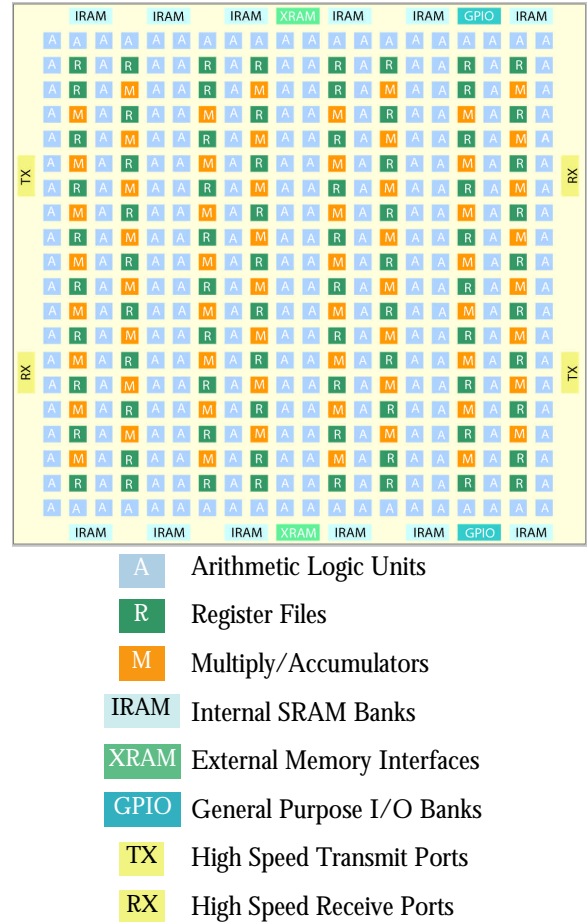 IRAM IRAM IRAM XRAM IRAM IRAM GPIO IRAM
A A A A A A A A A A A A A A A A A A A A
A R A R A A R A R A A R A R A A R A R A
A R A M A A R A M A A R A M A A R A M A
A M A R A A M A R A A M A R A A M A R A
A R A M A A R A M A A R A M A A R A M A
A M A R A A M A R A A M A R A A M A R A
TX
RX
A R A M A A R A M A A R A M A A R A M A
A M A R A A M A R A A M A R A A M A R A
A R A M A A R A M A A R A M A A R A M A
A M A R A A M A R A A M A R A A M A R A
A R A M A A R A M A A R A M A A R A M A
A M A R A A M A R A A M A R A A M A R A
A R A M A A R A M A A R A M A A R A M A
A M A R A A M A R A A M A R A A M A R A
RX
TX
A R A M A A R A M A A R A M A A R A M A
A M A R A A M A R A A M A R A A M A R A
A R A M A A R A M A A R A M A A R A M A
A M A R A A M A R A A M A R A A M A R A
A R A R A A R A R A A R A R A A R A R A
A A A A A A A A A A A A A A A A A A A A
IRAM IRAM IRAM XRAM IRAM IRAM GPIO IRAM
A Arithmetic Logic Units
R Register Files
M Multiply/Accumulators
IRAM Internal SRAM Banks
XRAM External Memory Interfaces
GPIO General Purpose I/O Banks
TX High Speed Transmit Ports
RX High Speed Receive Ports